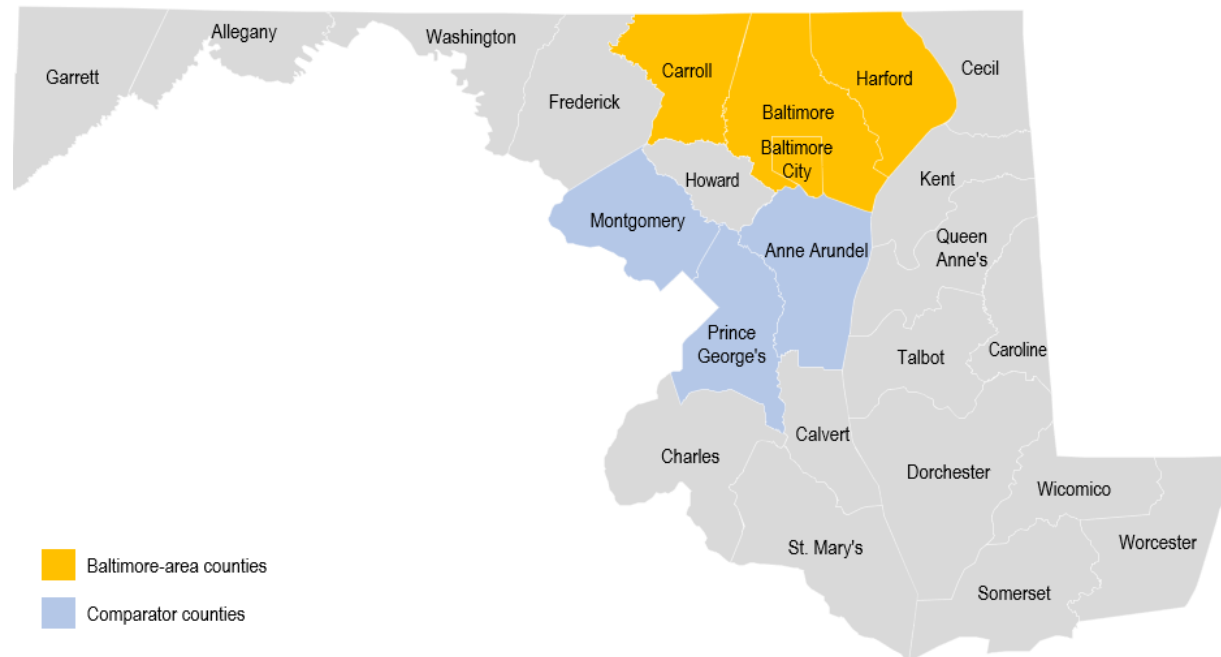 Allegany
Washington
Garrett
Carroll
Harford
Cecil
Frederick
Baltimore
Baltimore
City
Howard
Kent
Montgomery
Anne Arundel
Queen
Anne's
Prince
George's
Talbot
Caroline
Calvert
Charles
Dorchester
Wicomico
St. Mary's
Worcester
Somerset
Baltimore-area counties
Comparator counties